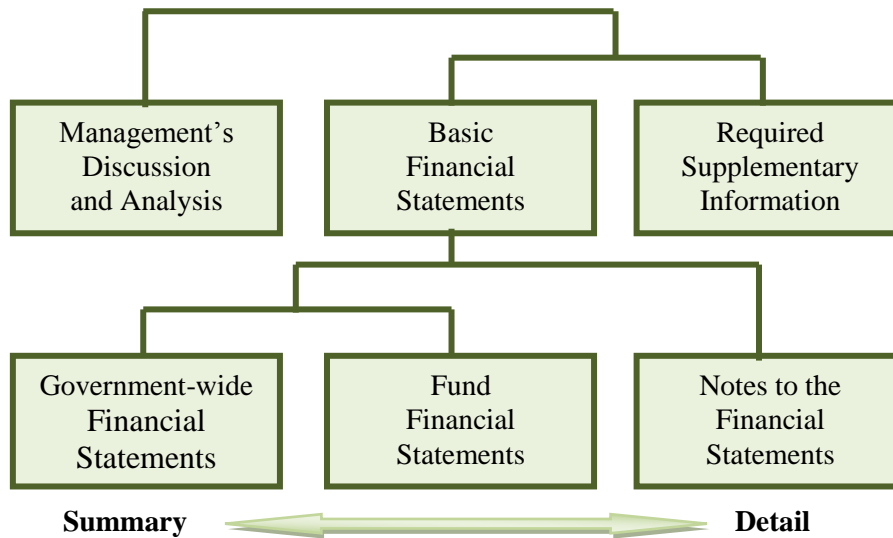 Management’s
Discussion
and Analysis
Basic
Financial
Statements
Required
Supplementary
Information
Government-wide
Financial
Statements
Fund
Financial
Statements
Notes to the
Financial
Statements
Summary
Detail